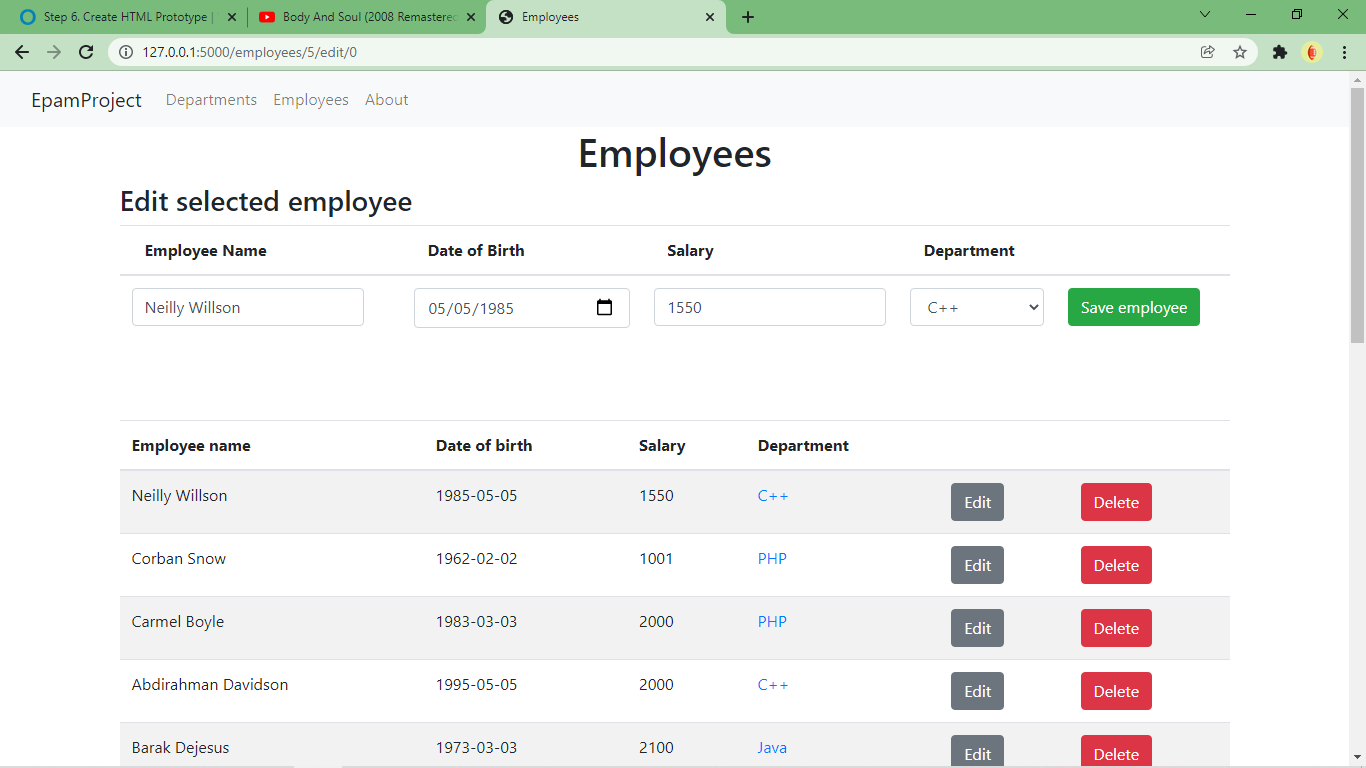 Step 6. Create HTML Prototype |
Body And Soul (2008 Remastered
Employees
127.0.0.1:5000/employees/5/edit/0
EpamProject Departments Employees About
Employees
Edit selected employee
Employee Name Date of Birth Salary Department
Neilly Willson 05/05/1985 1550 C++ Save employee
Employee name Date of birth Salary Department
Neilly Willson 1985-05-05 1550 C++ Edit Delete
Corban Snow 1962-02-02 1001 PHP Edit Delete
Carmel Boyle 1983-03-03 2000 PHP Edit Delete
Abdirahman Davidson 1995-05-05 2000 C++ Edit Delete
Barak Dejesus 1973-03-03 2100 Java Edit Delete